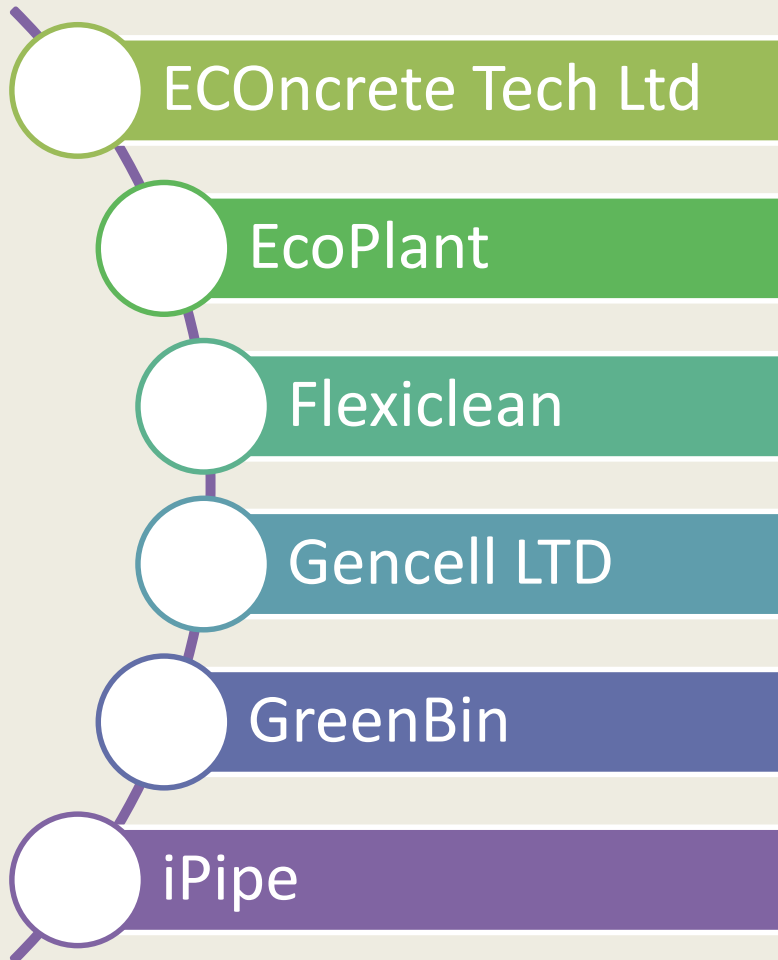 ECOncrete Tech Ltd
EcoPlant
Flexiclean
Gencell LTD
GreenBin
iPipe